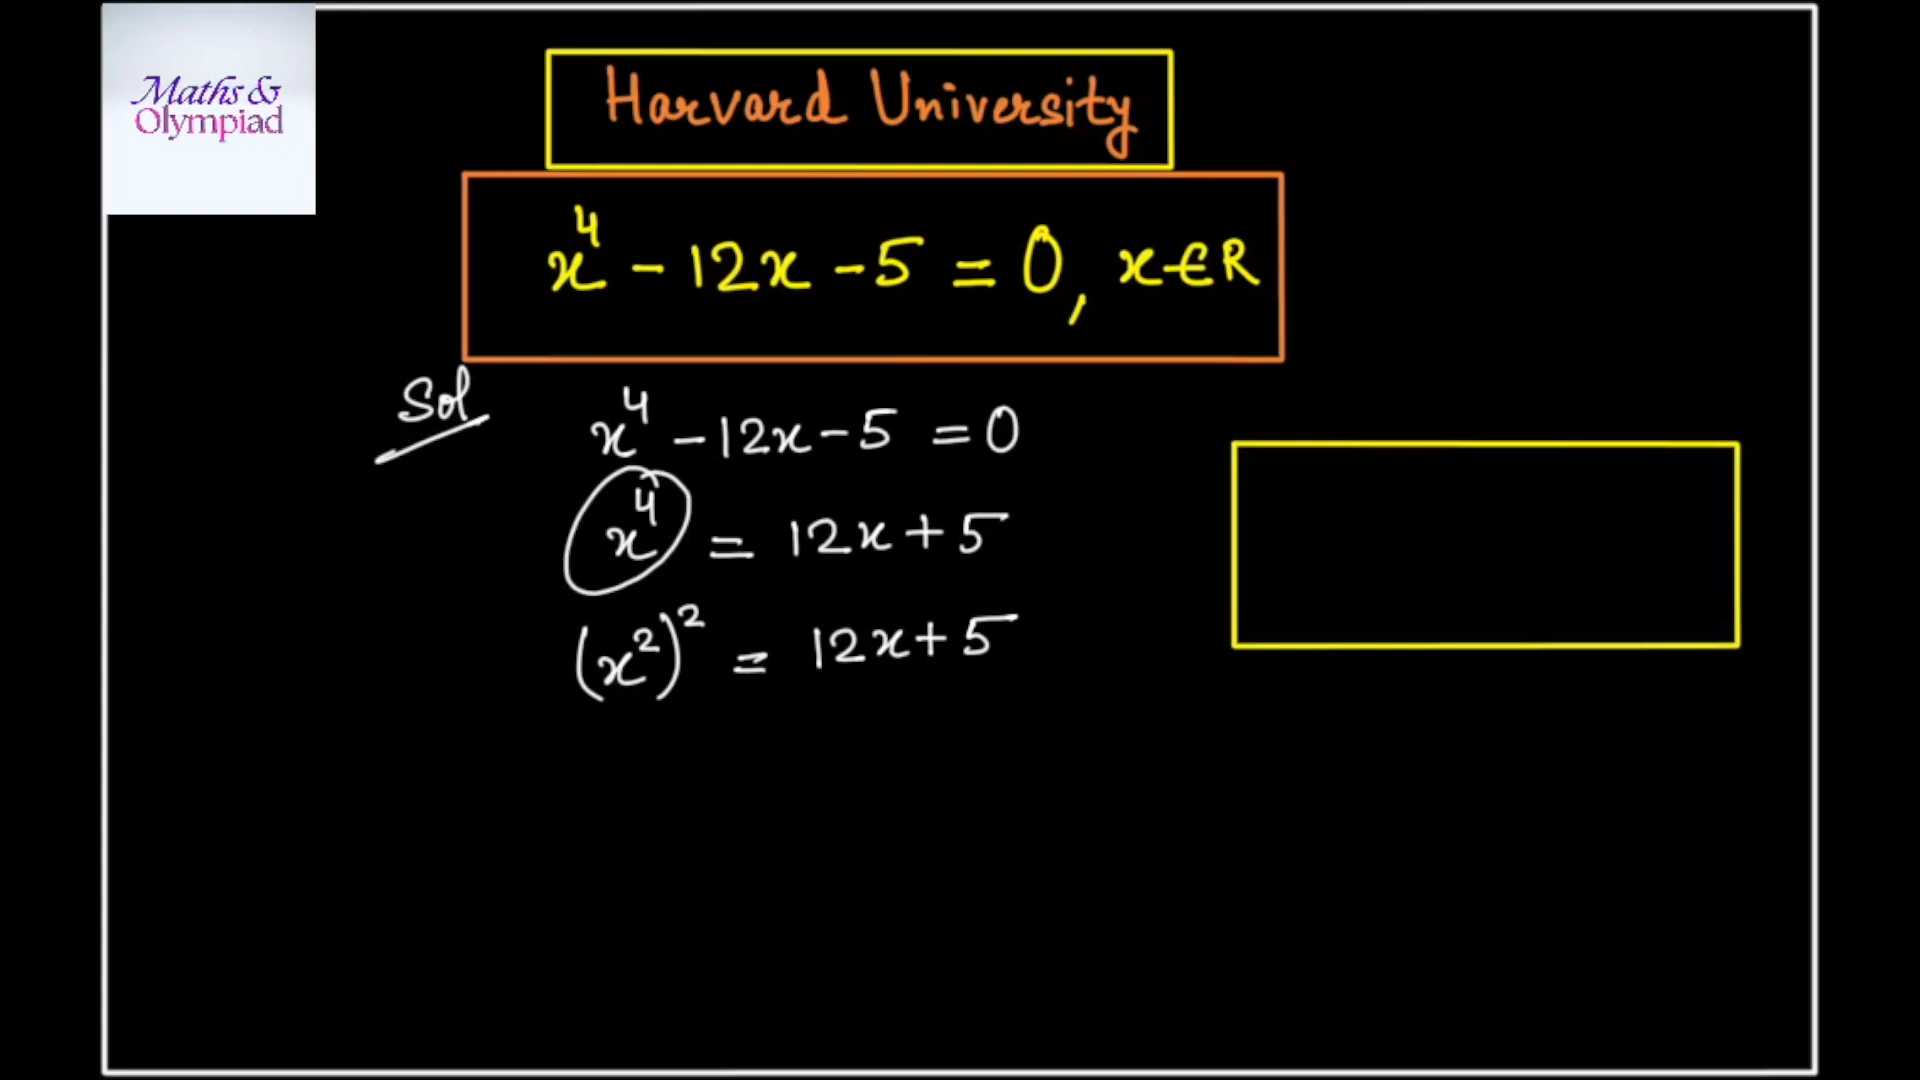 Maths &
Olympiad
Harvard University
x⁴ - 12x - 5 = 0, x∈R
Sol
x⁴ - 12x - 5 = 0
x⁴ = 12x + 5
(x²)² = 12x + 5